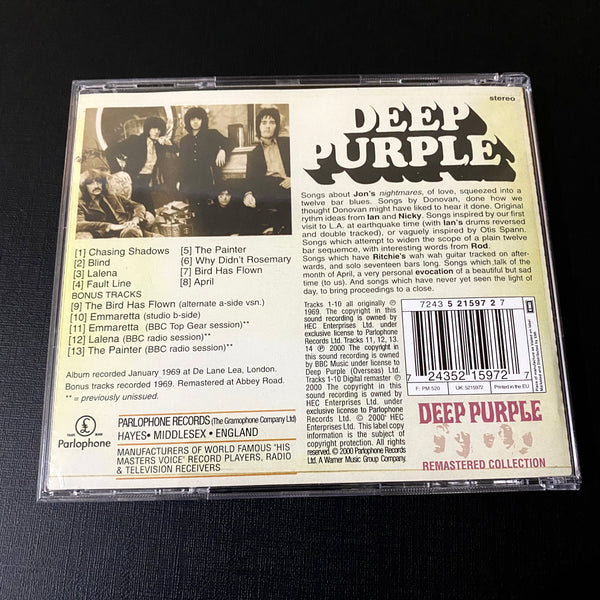 stereo
DEEP
PURPLE
Songs about Jon's nightmares, of love, squeezed into a
twelve bar blues. Songs by Donovan, done how we
thought Donovan might have liked to hear it done. Original
rhythm ideas from Ian and Nicky. Songs inspired by our first
visit to L.A. at earthquake time (with Ian's drums reversed
and double tracked), or vaguely inspired by Otis Spann.
Songs which attempt to widen the scope of a plain twelve
bar sequence, with interesting words from Rod.
Songs which have Ritchie's wah wah guitar tracked on after-
wards, and solo seventeen bars long. Songs which talk of the
month of April, a very personal evocation of a beautiful but sad
time (to us). And songs which have never yet seen the light of
day, to bring proceedings to a close.
[1] Chasing Shadows
[2] Blind
[3] Lalena
[4] Fault Line
[5] The Painter
[6] Why Didn't Rosemary
[7] Bird Has Flown
[8] April
BONUS TRACKS
[9] The Bird Has Flown (alternate a-side vsn.)
[10] Emmaretta (studio b-side)
[11] Emmaretta (BBC Top Gear session)**
[12] Lalena (BBC radio session)**
[13] The Painter (BBC radio session)**
Album recorded January 1969 at De Lane Lea, London.
Bonus tracks recorded 1969. Remastered at Abbey Road.
** = previously unissued.
Parlophone
PARLOPHONE RECORDS (The Gramophone Company Ltd)
HAYES• MIDDLESEX • ENGLAND
MANUFACTURERS OF WORLD FAMOUS "HIS
MASTERS VOICE" RECORD PLAYERS, RADIO
& TELEVISION RECEIVERS
Tracks 1-10 all originally ℗
1969. The copyright in this
sound recording is owned by
HEC Enterprises Ltd. under
exclusive license to Parlophone
Records Ltd. Tracks 11, 12, 13,
14 ℗ 2000 The copyright in
this sound recording is owned
by BBC Music under license to
Deep Purple (Overseas) Ltd.
Tracks 1-10 Digital remaster ℗
2000 The copyright in this
sound recording is owned by
HEC Enterprises Ltd. under
exclusive license to Parlophone
Records Ltd. © 2000 HEC
Enterprises Ltd. This label copy
information is the subject of
copyright protection. All rights
reserved. © 2000 Parlophone Records
Ltd. A Warner Music Group Company.
7243 5 21597 2 7
7 24352 15972 7
F: PM 520
UK: 5215972
Printed in the EU
DEEP PURPLE
REMASTERED COLLECTION